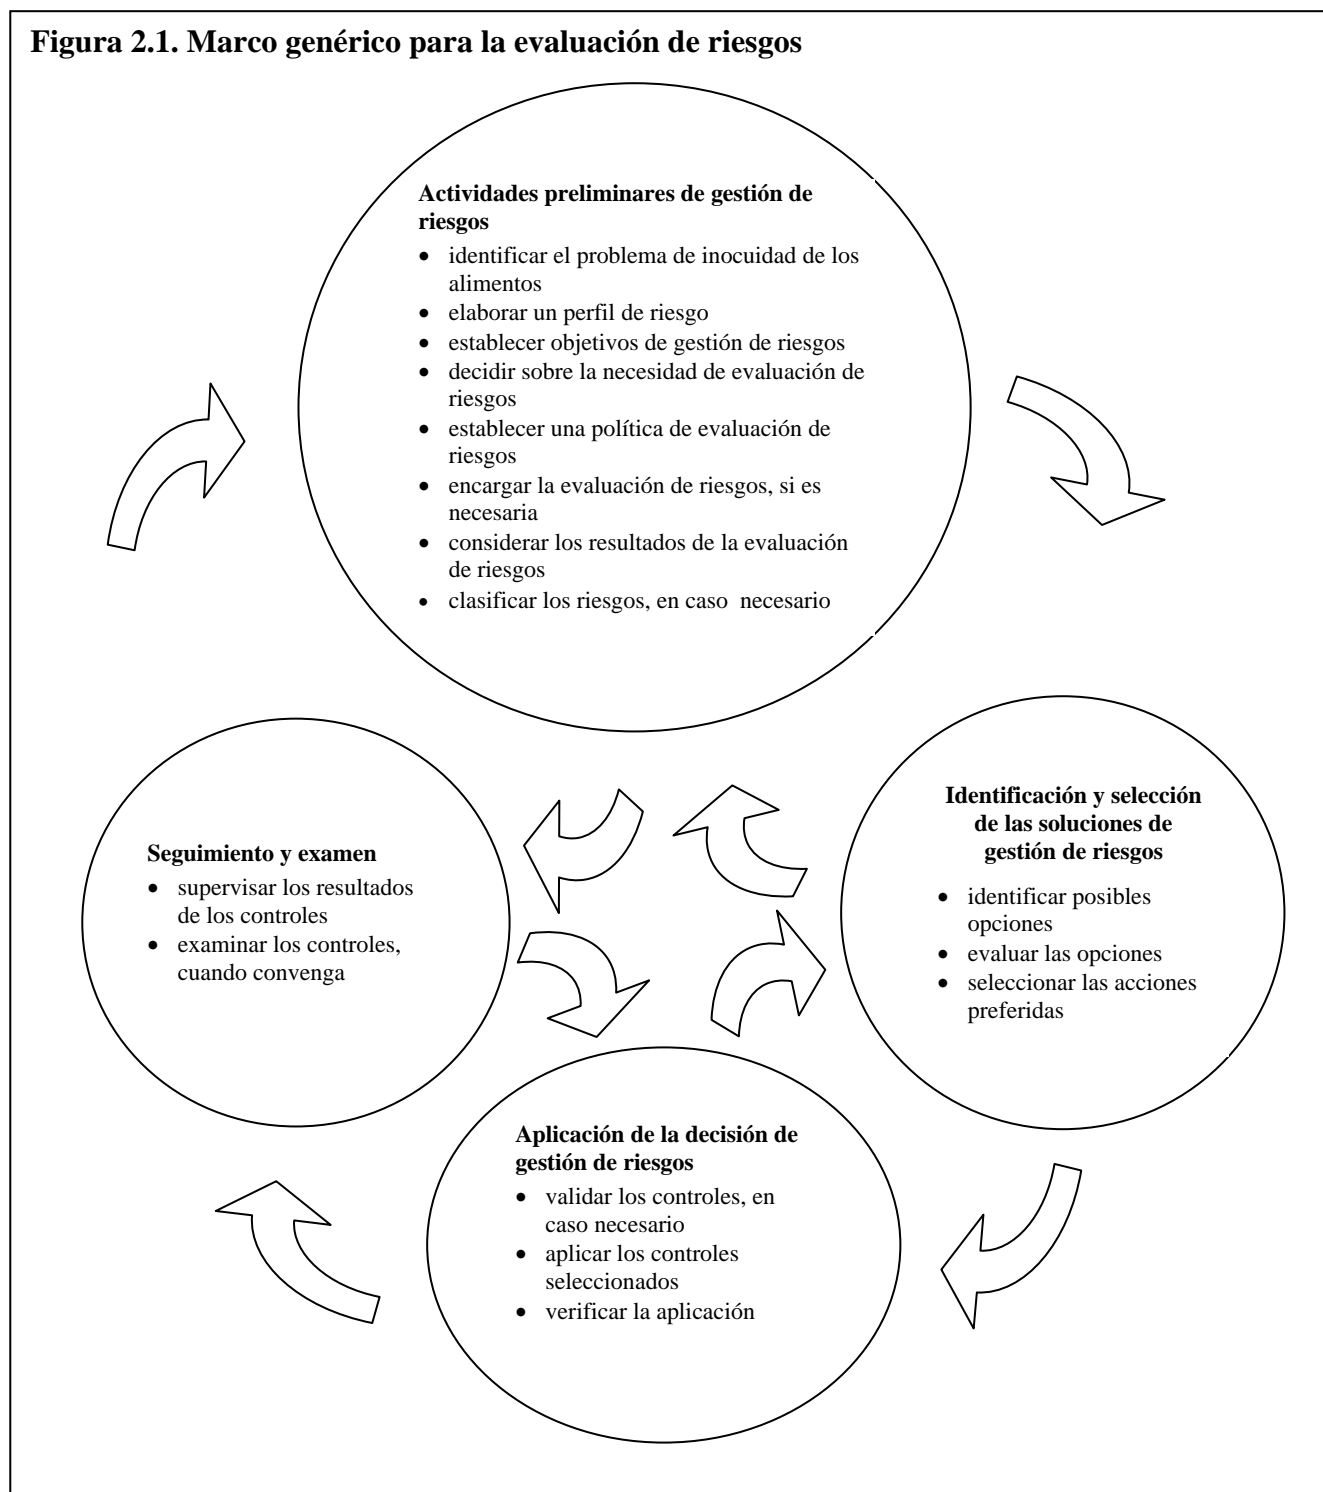 Figura 2.1. Marco genérico para la evaluación de riesgos
Actividades preliminares de gestión de
riesgos
• identificar el problema de inocuidad de los
alimentos
• elaborar un perfil de riesgo
• establecer objetivos de gestión de riesgos
• decidir sobre la necesidad de evaluación de
riesgos
• establecer una política de evaluación de
riesgos
• encargar la evaluación de riesgos, si es
necesaria
• considerar los resultados de la evaluación
de riesgos
• clasificar los riesgos, en caso necesario
Seguimiento y examen
• supervisar los resultados
de los controles
• examinar los controles,
cuando convenga
Identificación y selección
de las soluciones de
gestión de riesgos
• identificar posibles
opciones
• evaluar las opciones
• seleccionar las acciones
preferidas
Aplicación de la decisión de
gestión de riesgos
• validar los controles, en
caso necesario
• aplicar los controles
seleccionados
• verificar la aplicación